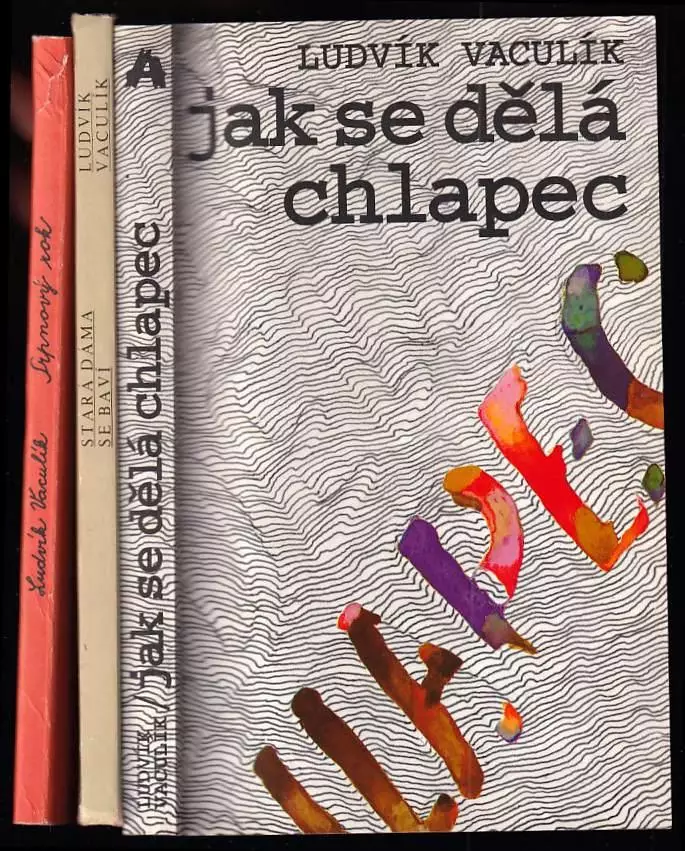 Ludvík Vaculík Srpnový rok
LUDVÍK
VACULÍK
STARÁ DÁMA
SE BAVÍ
LUDVÍK
VACULÍK / jak se dělá chlapec
LUDVÍK VACULÍK
jak se dělá
chlapec